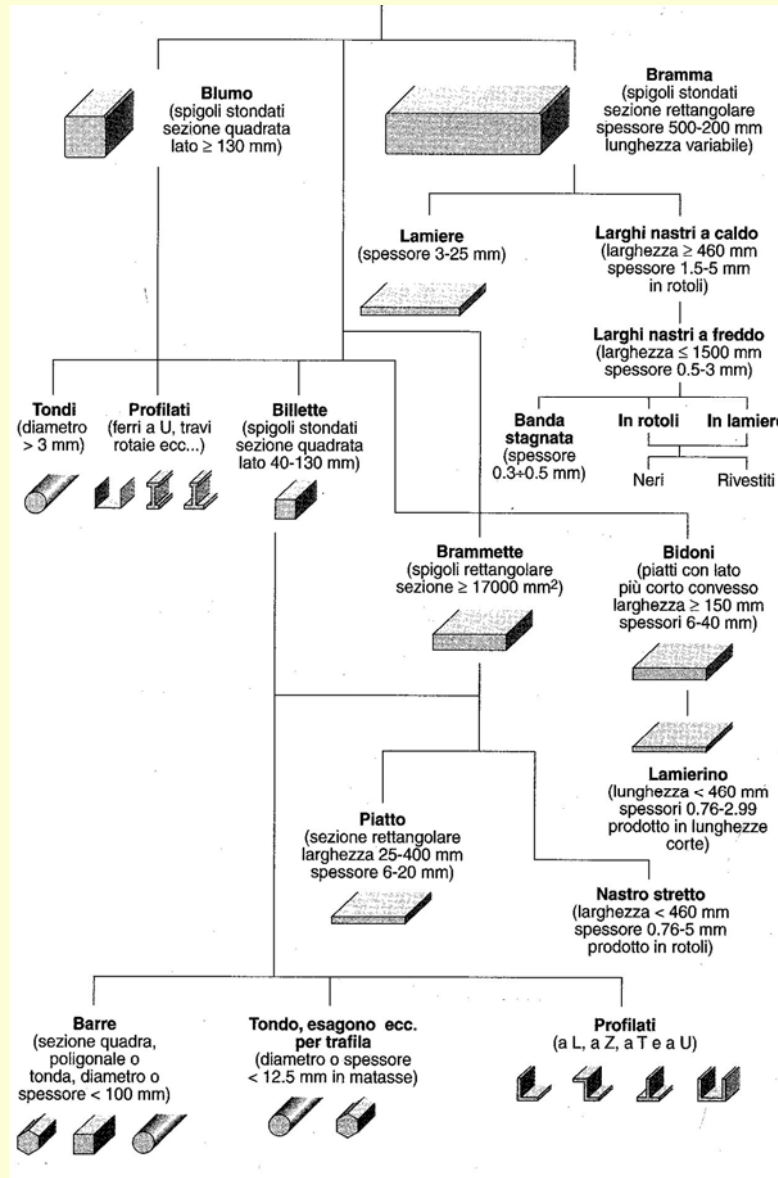 Blumo
(spigoli stondati
sezione quadrata
lato ≥ 130 mm)
Bramma
(spigoli stondati
sezione rettangolare
spessore 500-200 mm
lunghezza variabile)
Lamiere
(spessore 3-25 mm)
Larghi nastri a caldo
(larghezza ≥ 460 mm
spessore 1.5-5 mm
in rotoli)
Larghi nastri a freddo
(larghezza ≤ 1500 mm
spessore 0.5-3 mm)
Tondi
(diametro
> 3 mm)
Profilati
(ferri a U, travi
rotaie ecc...)
Billette
(spigoli stondati
sezione quadrata
lato 40-130 mm)
Banda
stagnata
(spessore
0.3÷0.5 mm)
In rotoli
In lamiere
Neri
Rivestiti
Brammette
(spigoli rettangolare
sezione ≥ 17000 mm²)
Bidoni
(piatti con lato
più corto convesso
larghezza ≥ 150 mm
spessori 6-40 mm)
Lamierino
(lunghezza < 460 mm
spessori 0.76-2.99
prodotto in lunghezze
corte)
Piatto
(sezione rettangolare
larghezza 25-400 mm
spessore 6-20 mm)
Nastro stretto
(larghezza < 460 mm
spessore 0.76-5 mm
prodotto in rotoli)
Barre
(sezione quadra,
poligonale o
tonda, diametro o
spessore < 100 mm)
Tondo, esagono ecc.
per trafila
(diametro o spessore
< 12.5 mm in matasse)
Profilati
(a L, a Z, a T e a U)